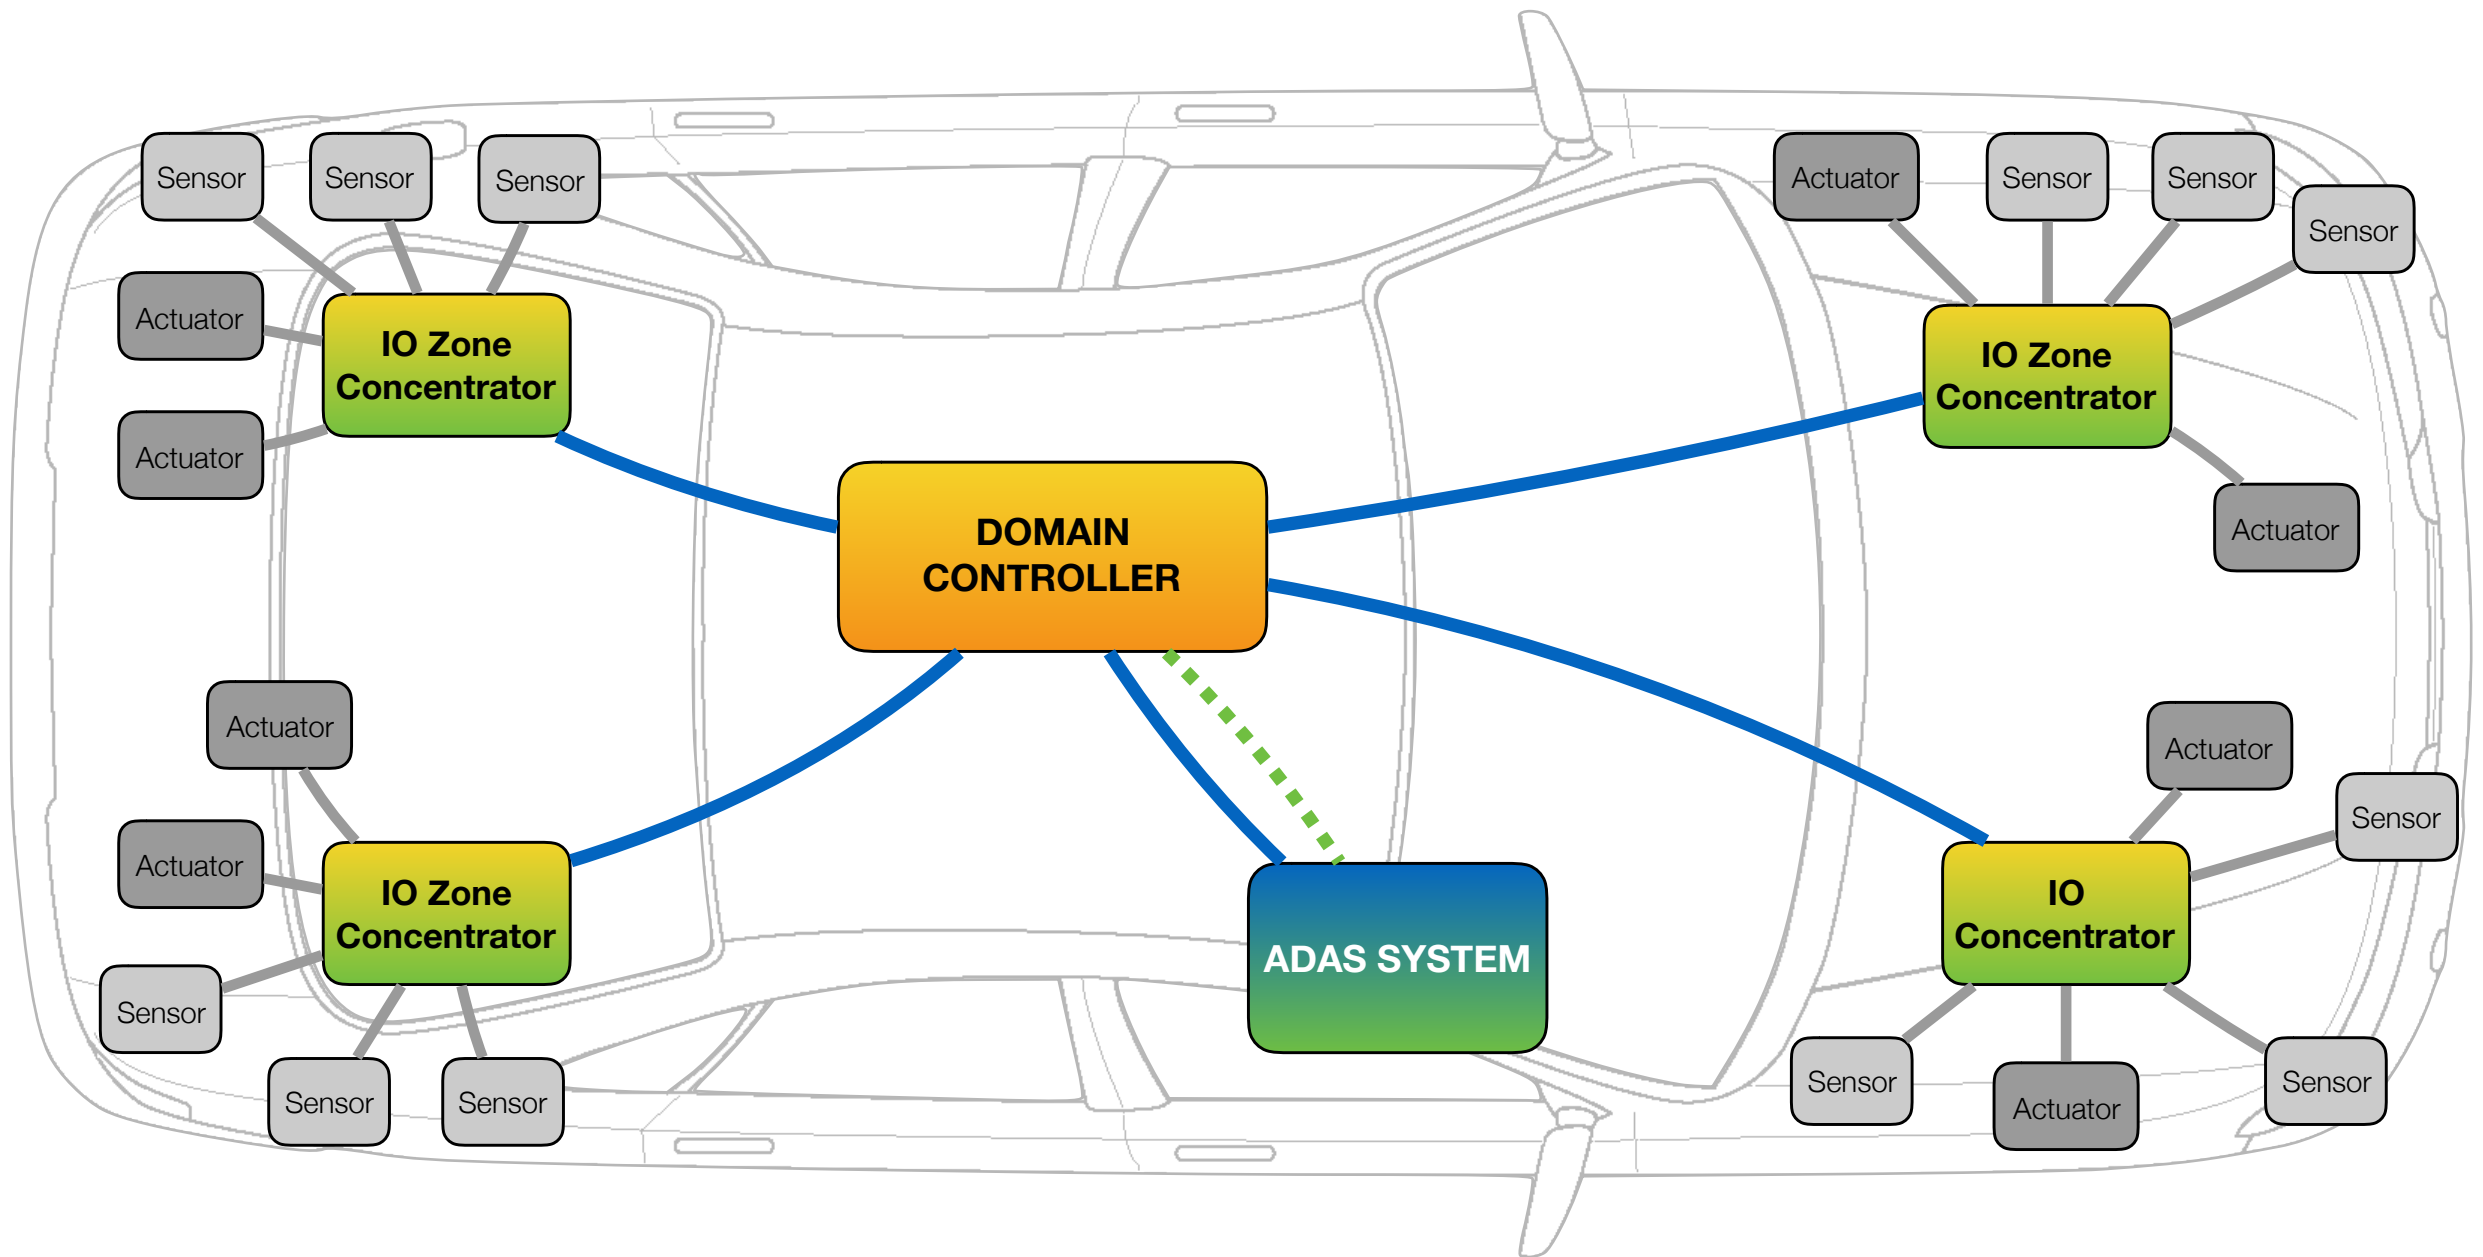 Sensor
Sensor
Sensor
Actuator
Sensor
Sensor
Sensor
Actuator
IO Zone
Concentrator
IO Zone
Concentrator
Actuator
DOMAIN
CONTROLLER
Actuator
Actuator
Actuator
Sensor
Actuator
IO Zone
Concentrator
IO
Concentrator
ADAS SYSTEM
Sensor
Sensor
Sensor
Sensor
Actuator
Sensor